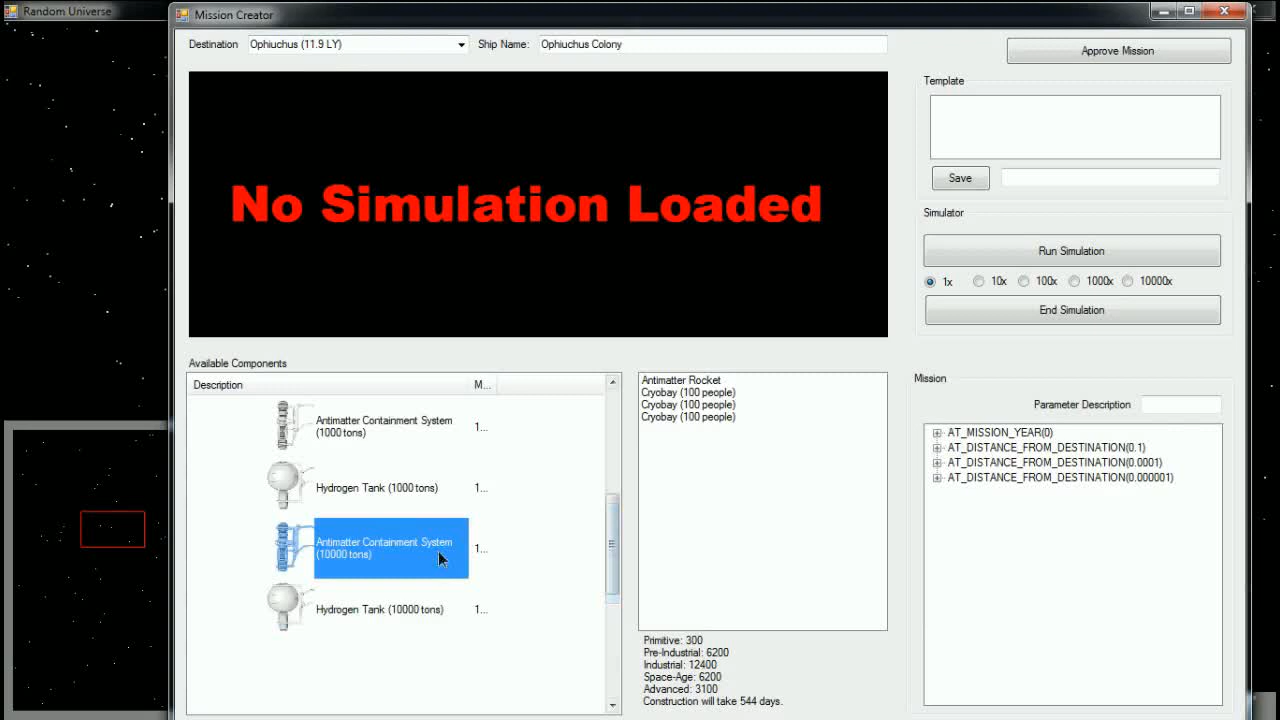 Random Universe
Mission Creator
Destination
Ophiuchus (11.9 LY)
Ship Name:
Ophiuchus Colony
Approve Mission
Template
No Simulation Loaded
Save
Simulator
Run Simulation
1x
10x
100x
1000x
10000x
End Simulation
Available Components
Description
M...
Antimatter Containment System
(1000 tons)
1...
Hydrogen Tank (1000 tons)
1...
Antimatter Containment System
(10000 tons)
1...
Hydrogen Tank (10000 tons)
1...
Antimatter Rocket
Cryobay (100 people)
Cryobay (100 people)
Cryobay (100 people)
Primitive: 300
Pre-Industrial: 6200
Industrial: 12400
Space-Age: 6200
Advanced: 3100
Construction will take 544 days.
Mission
Parameter Description
AT_MISSION_YEAR(0)
AT_DISTANCE_FROM_DESTINATION(0.1)
AT_DISTANCE_FROM_DESTINATION(0.0001)
AT_DISTANCE_FROM_DESTINATION(0.000001)